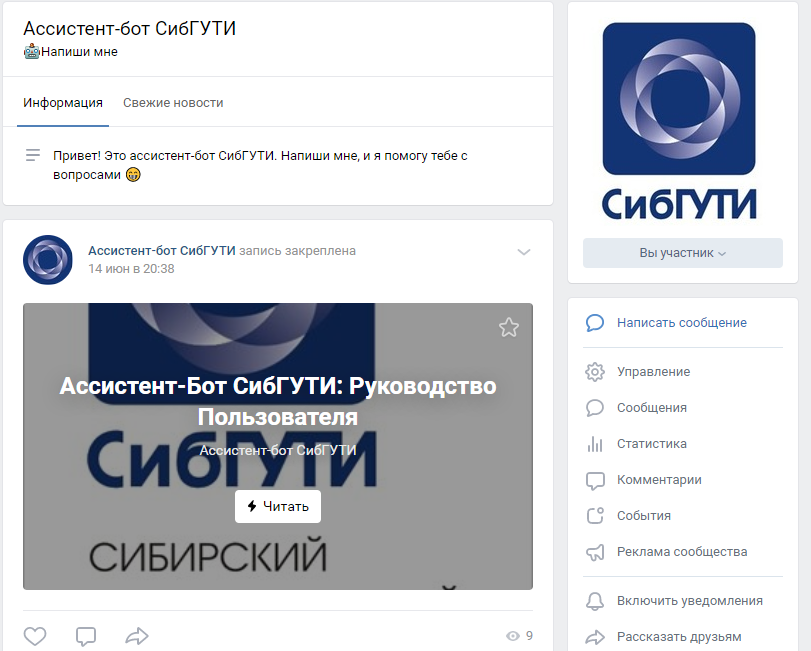 Ассистент-бот СибГУТИ
🤖Напиши мне
Информация
Свежие новости
Привет! Это ассистент-бот СибГУТИ. Напиши мне, и я помогу тебе с
вопросами 😁
Ассистент-бот СибГУТИ запись закреплена
14 июн в 20:38
Ассистент-Бот СибГУТИ: Руководство
Пользователя
Ассистент-бот СибГУТИ
СибГУТИ
Читать
СИБИРСКИЙ
9
СибГУТИ
Вы участник
Написать сообщение
Управление
Сообщения
Статистика
Комментарии
События
Реклама сообщества
Включить уведомления
Рассказать друзьям